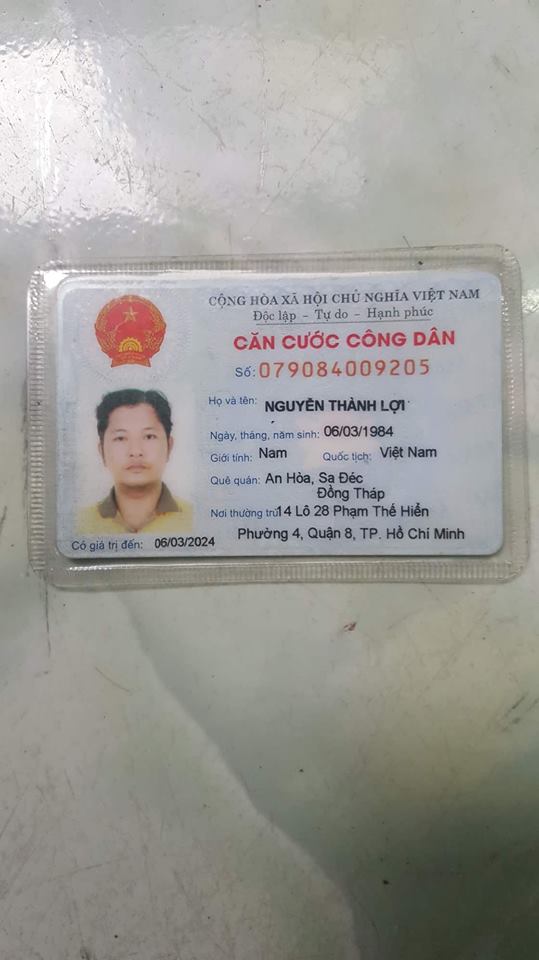 CỘNG HÒA XÃ HỘI CHỦ NGHĨA VIỆT NAM
Độc lập - Tự do - Hạnh phúc
CĂN CƯỚC CÔNG DÂN
Số: 079084009205
Họ và tên: NGUYỄN THÀNH LỢI
Ngày, tháng, năm sinh: 06/03/1984
Giới tính: Nam Quốc tịch: Việt Nam
Quê quán: An Hòa, Sa Đéc
Đồng Tháp
Nơi thường trú: 14 Lô 28 Phạm Thế Hiển
Phường 4, Quận 8, TP. Hồ Chí Minh
Có giá trị đến: 06/03/2024